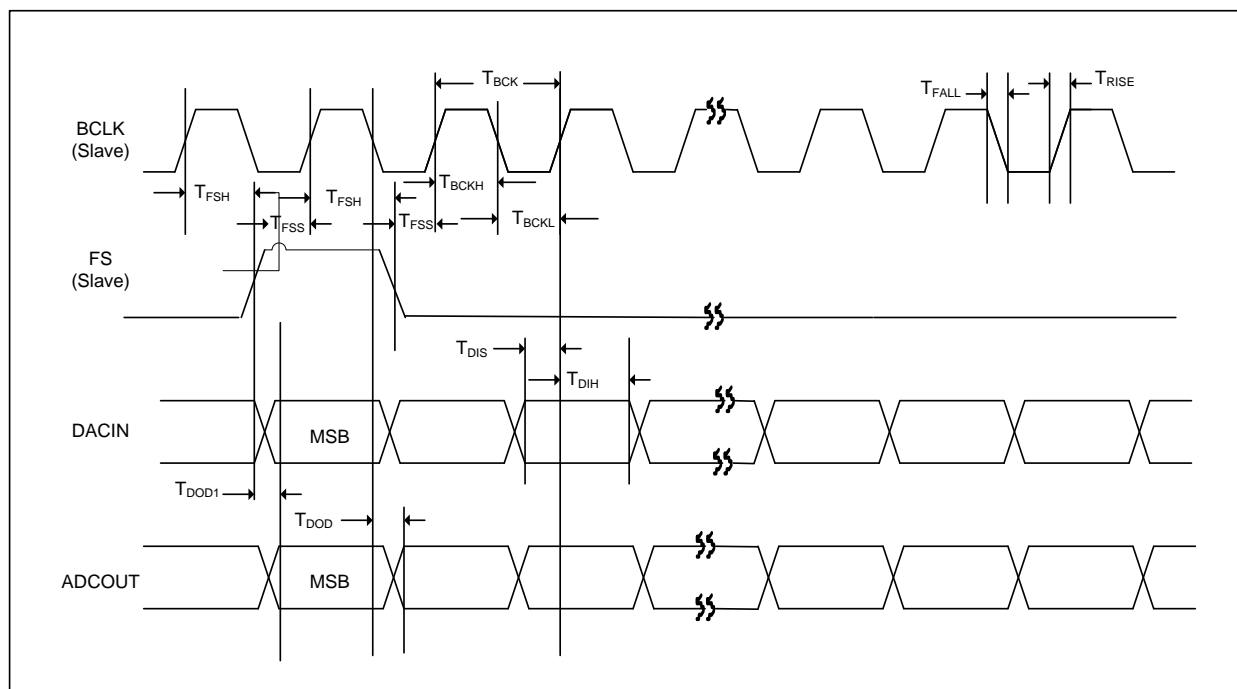 TBCK
TFALL
TRISE
BCLK
(Slave)
TFSH
TFSH
TBCKH
TFSS
TFSS
TBCKL
FS
(Slave)
TDIS
TDIH
DACIN
MSB
TDOD1
TDOD
ADCOUT
MSB